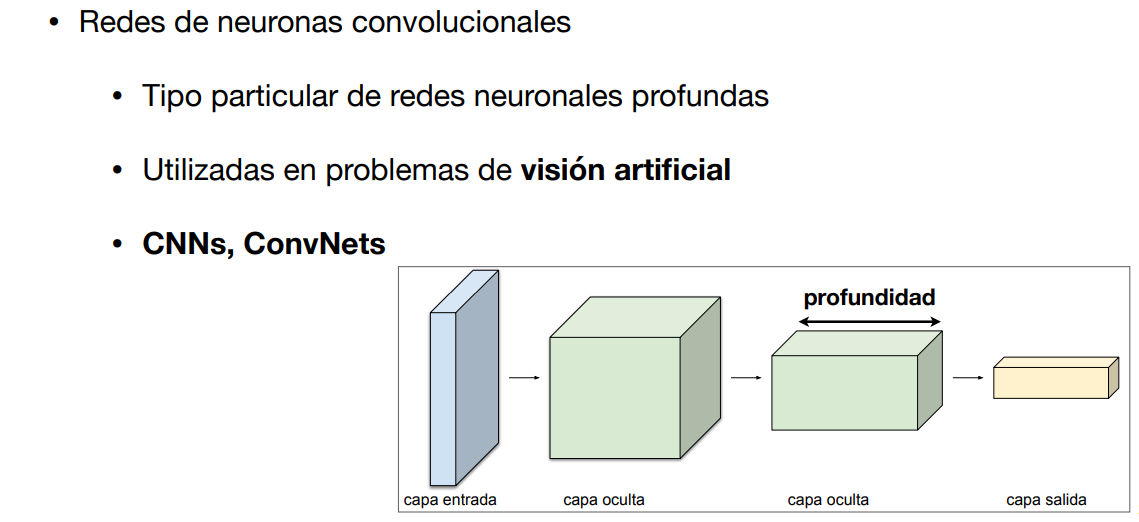 • Redes de neuronas convolucionales
• Tipo particular de redes neuronales profundas
• Utilizadas en problemas de visión artificial
• CNNs, ConvNets
profundidad
capa entrada
capa oculta
capa oculta
capa salida